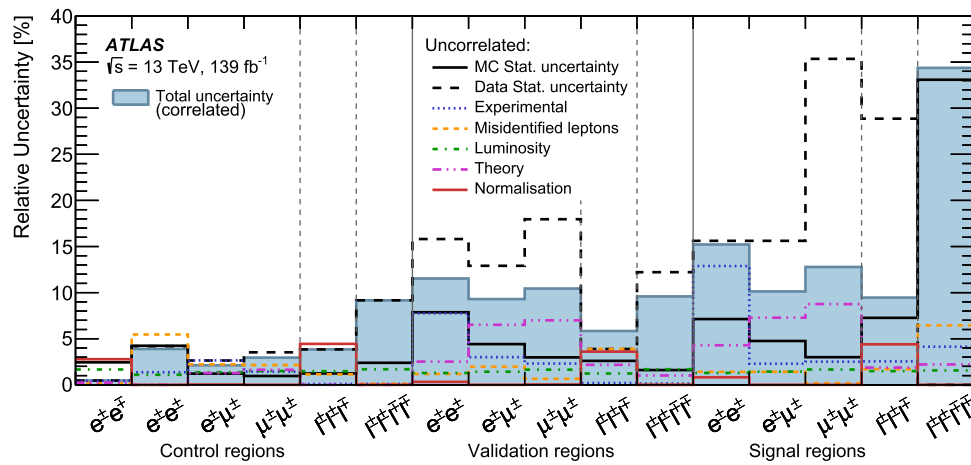 Relative Uncertainty [%]
40
35
30
25
20
15
10
5
0
ATLAS
√s = 13 TeV, 139 fb⁻¹
Total uncertainty
(correlated)
Uncorrelated:
MC Stat. uncertainty
Data Stat. uncertainty
Experimental
Misidentified leptons
Luminosity
Theory
Normalisation
e±e∓ e±e± e±μ± μ±μ± l±l±l∓ l±l±l∓l∓ e±e± e±μ± μ±μ± l±l±l∓ l±l±l∓l∓ e±e± e±μ± μ±μ± l±l±l∓ l±l±l∓l∓
Control regions Validation regions Signal regions